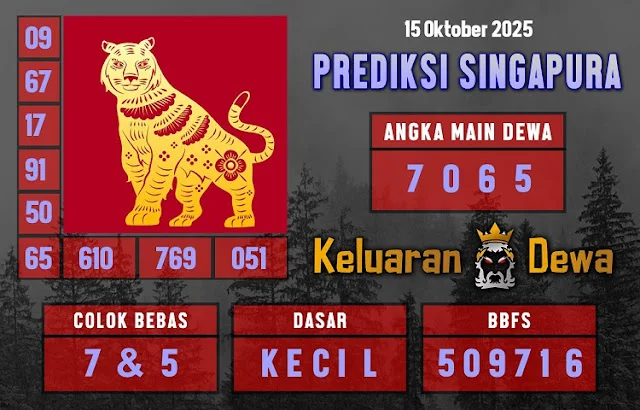 15 Oktober 2025
PREDIKSI SINGAPURA
09
67
17
91
50
65 610 769 051
ANGKA MAIN DEWA
7 0 6 5
Keluaran Dewa
COLOK BEBAS
7 & 5
DASAR
KECIL
BBFS
509716